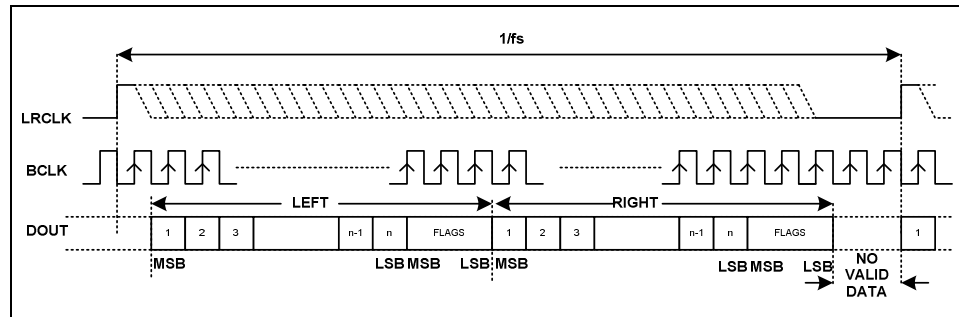 1/fs
LRCLK
BCLK
LEFT RIGHT
DOUT 1 2 3 n-1 n FLAGS 1 2 3 n-1 n FLAGS 1
MSB LSB MSB LSB MSB LSB MSB LSB NO
VALID
DATA